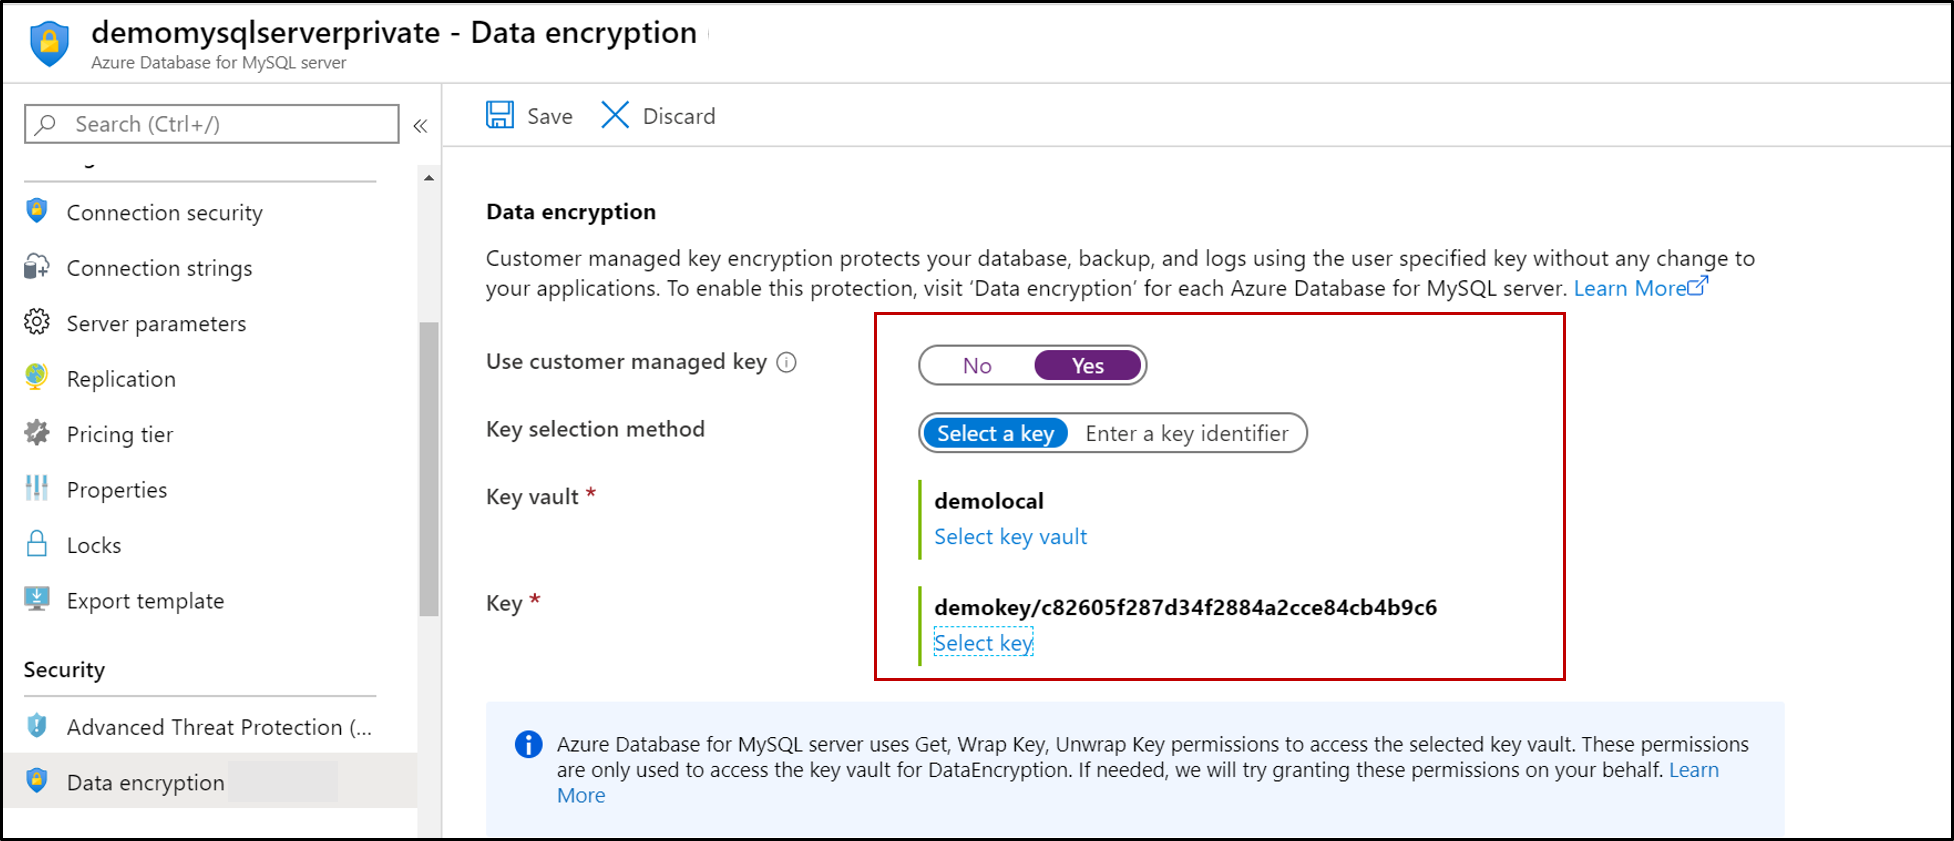 demomysqlserverprivate - Data encryption
Azure Database for MySQL server
Search (Ctrl+/)
«
Connection security
Connection strings
Server parameters
Replication
Pricing tier
Properties
Locks
Export template
Security
Advanced Threat Protection (...
Data encryption
Save
Discard
Data encryption
Customer managed key encryption protects your database, backup, and logs using the user specified key without any change to
your applications. To enable this protection, visit ‘Data encryption’ for each Azure Database for MySQL server. Learn More
Use customer managed key
No Yes
Key selection method
Select a key Enter a key identifier
Key vault *
demolocal
Select key vault
Key *
demokey/c82605f287d34f2884a2cce84cb4b9c6
Select key
Azure Database for MySQL server uses Get, Wrap Key, Unwrap Key permissions to access the selected key vault. These permissions
are only used to access the key vault for DataEncryption. If needed, we will try granting these permissions on your behalf. Learn
More